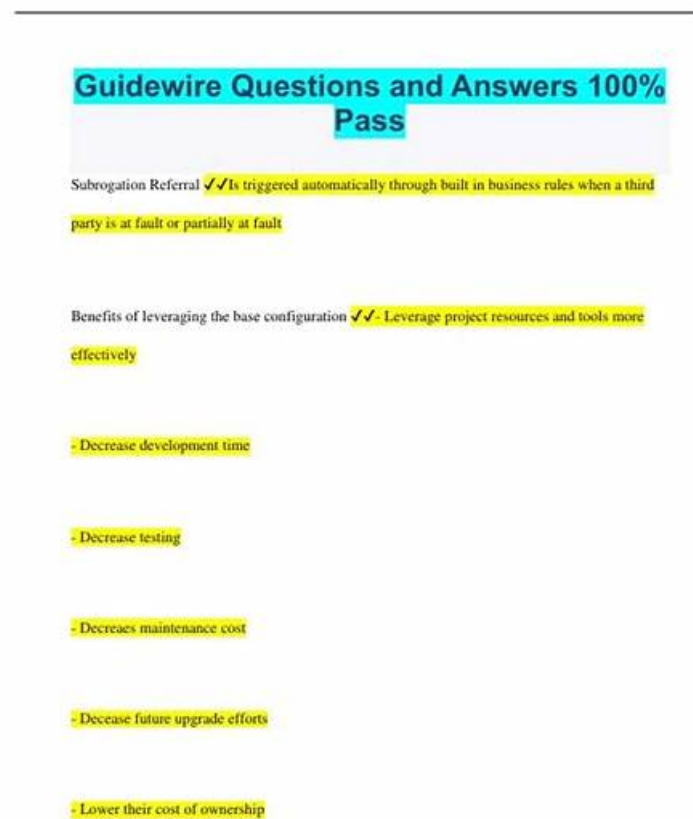 Guidewire Questions and Answers 100%
Pass
Subrogation Referral ✓✓Is triggered automatically through built in business rules when a third
party is at fault or partially at fault
Benefits of leveraging the base configuration ✓✓- Leverage project resources and tools more
effectively
- Decrease development time
- Decrease testing
- Decreaes maintenance cost
- Decease future upgrade efforts
- Lower their cost of ownership